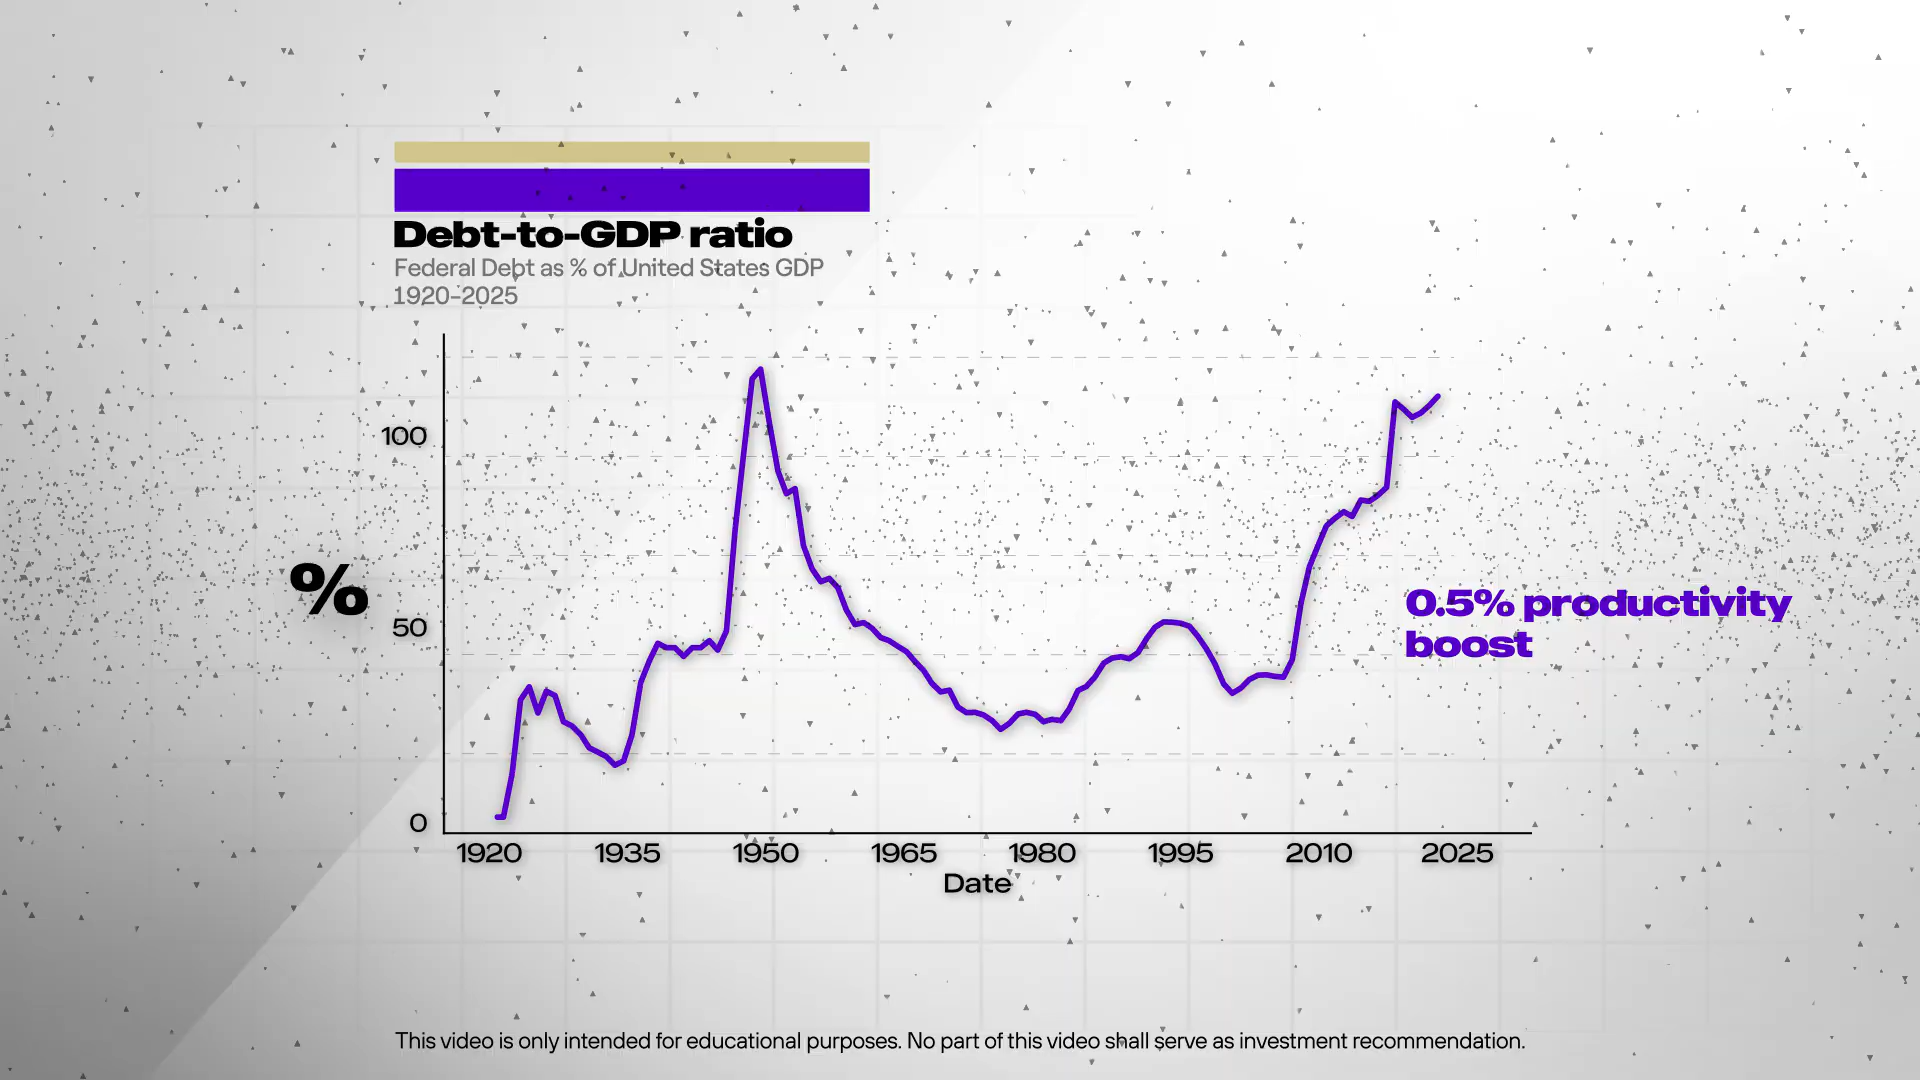 Debt-to-GDP ratio
Federal Debt as % of United States GDP
1920-2025
100
%
50
0
0.5% productivity
boost
1920 1935 1950 1965 1980 1995 2010 2025
Date
This video is only intended for educational purposes. No part of this video shall serve as investment recommendation.